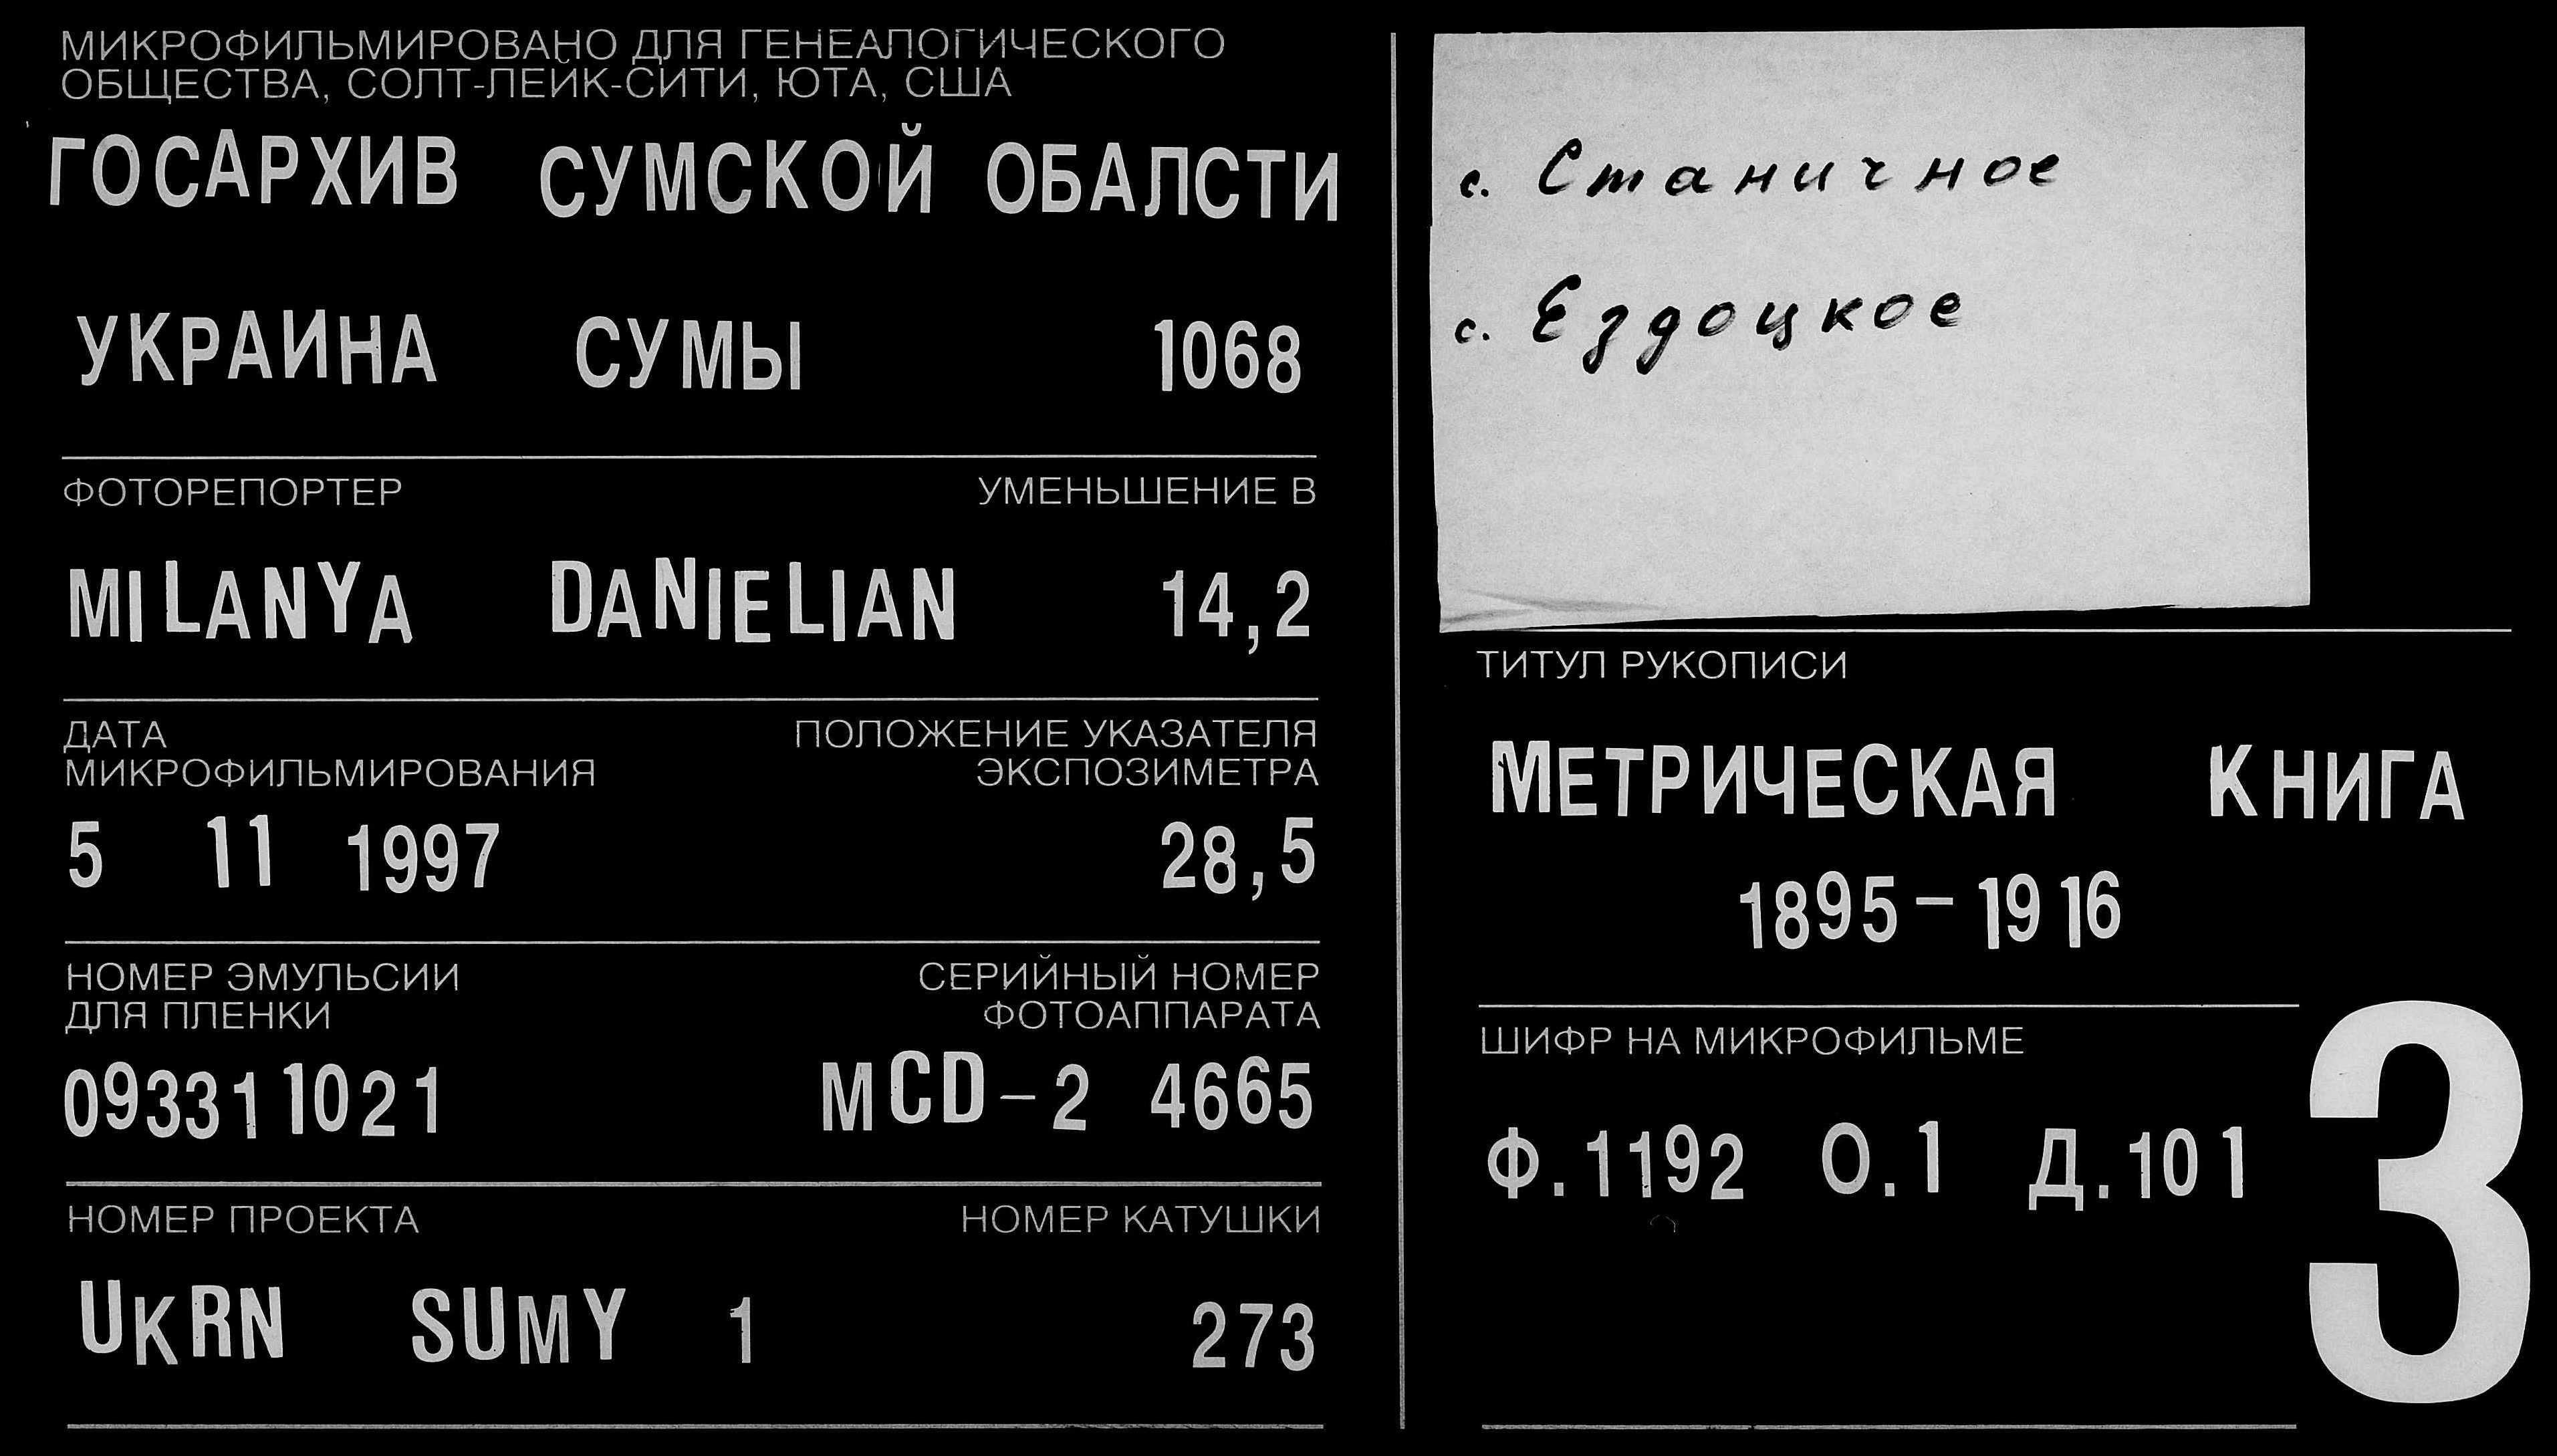 МИКРОФИЛЬМИРОВАНО ДЛЯ ГЕНЕАЛОГИЧЕСКОГО
ОБЩЕСТВА, СОЛТ-ЛЕЙК-СИТИ, ЮТА, США
ГОСАРХИВ СУМСКОЙ ОБАЛСТИ
УКРАИНА СУМЫ 1068
ФОТОРЕПОРТЕР УМЕНЬШЕНИЕ В
MILANYA DANIELIAN 14,2
ДАТА
МИКРОФИЛЬМИРОВАНИЯ
ПОЛОЖЕНИЕ УКАЗАТЕЛЯ
ЭКСПОЗИМЕТРА
5 11 1997 28,5
НОМЕР ЭМУЛЬСИИ
ДЛЯ ПЛЕНКИ
СЕРИЙНЫЙ НОМЕР
ФОТОАППАРАТА
093311021 MCD-2 4665
НОМЕР ПРОЕКТА НОМЕР КАТУШКИ
UKRN SUMY 1 273
с. Станичное
с. Ездоцкое
ТИТУЛ РУКОПИСИ
МЕТРИЧЕСКАЯ КНИГА
1895-1916
ШИФР НА МИКРОФИЛЬМЕ
Ф.1192 О.1 Д.101
3